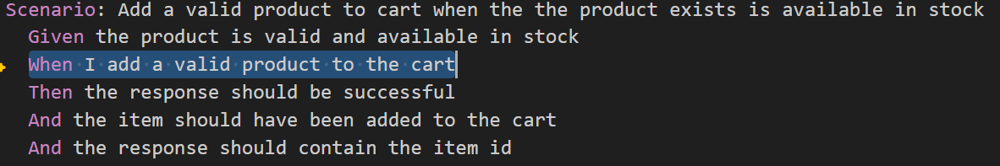 Scenario: Add a valid product to cart when the the product exists is available in stock
Given the product is valid and available in stock
When I add a valid product to the cart
Then the response should be successful
And the item should have been added to the cart
And the response should contain the item id